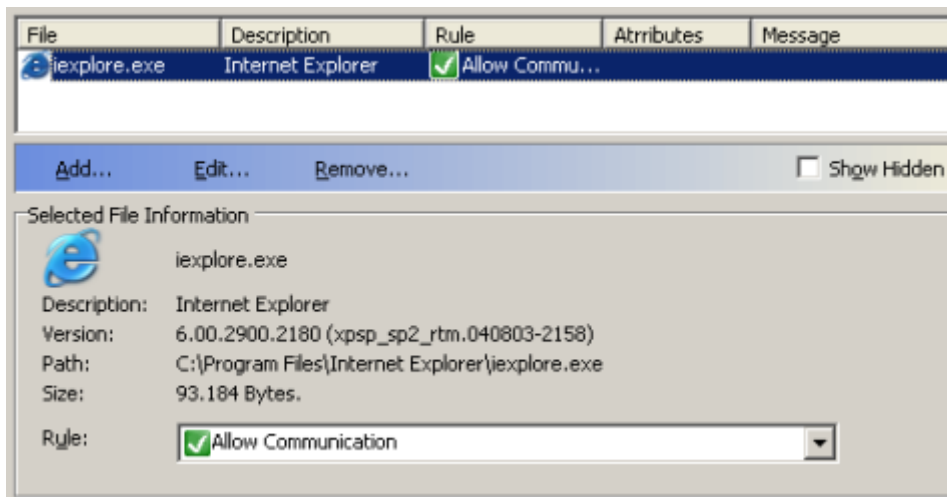 File Description Rule Atrributes Message
iexplore.exe Internet Explorer Allow Commu...
Add... Edit... Remove... Show Hidden
Selected File Information
iexplore.exe
Description: Internet Explorer
Version: 6.00.2900.2180 (xpsp_sp2_rtm.040803-2158)
Path: C:\Program Files\Internet Explorer\iexplore.exe
Size: 93.184 Bytes.
Rule: Allow Communication